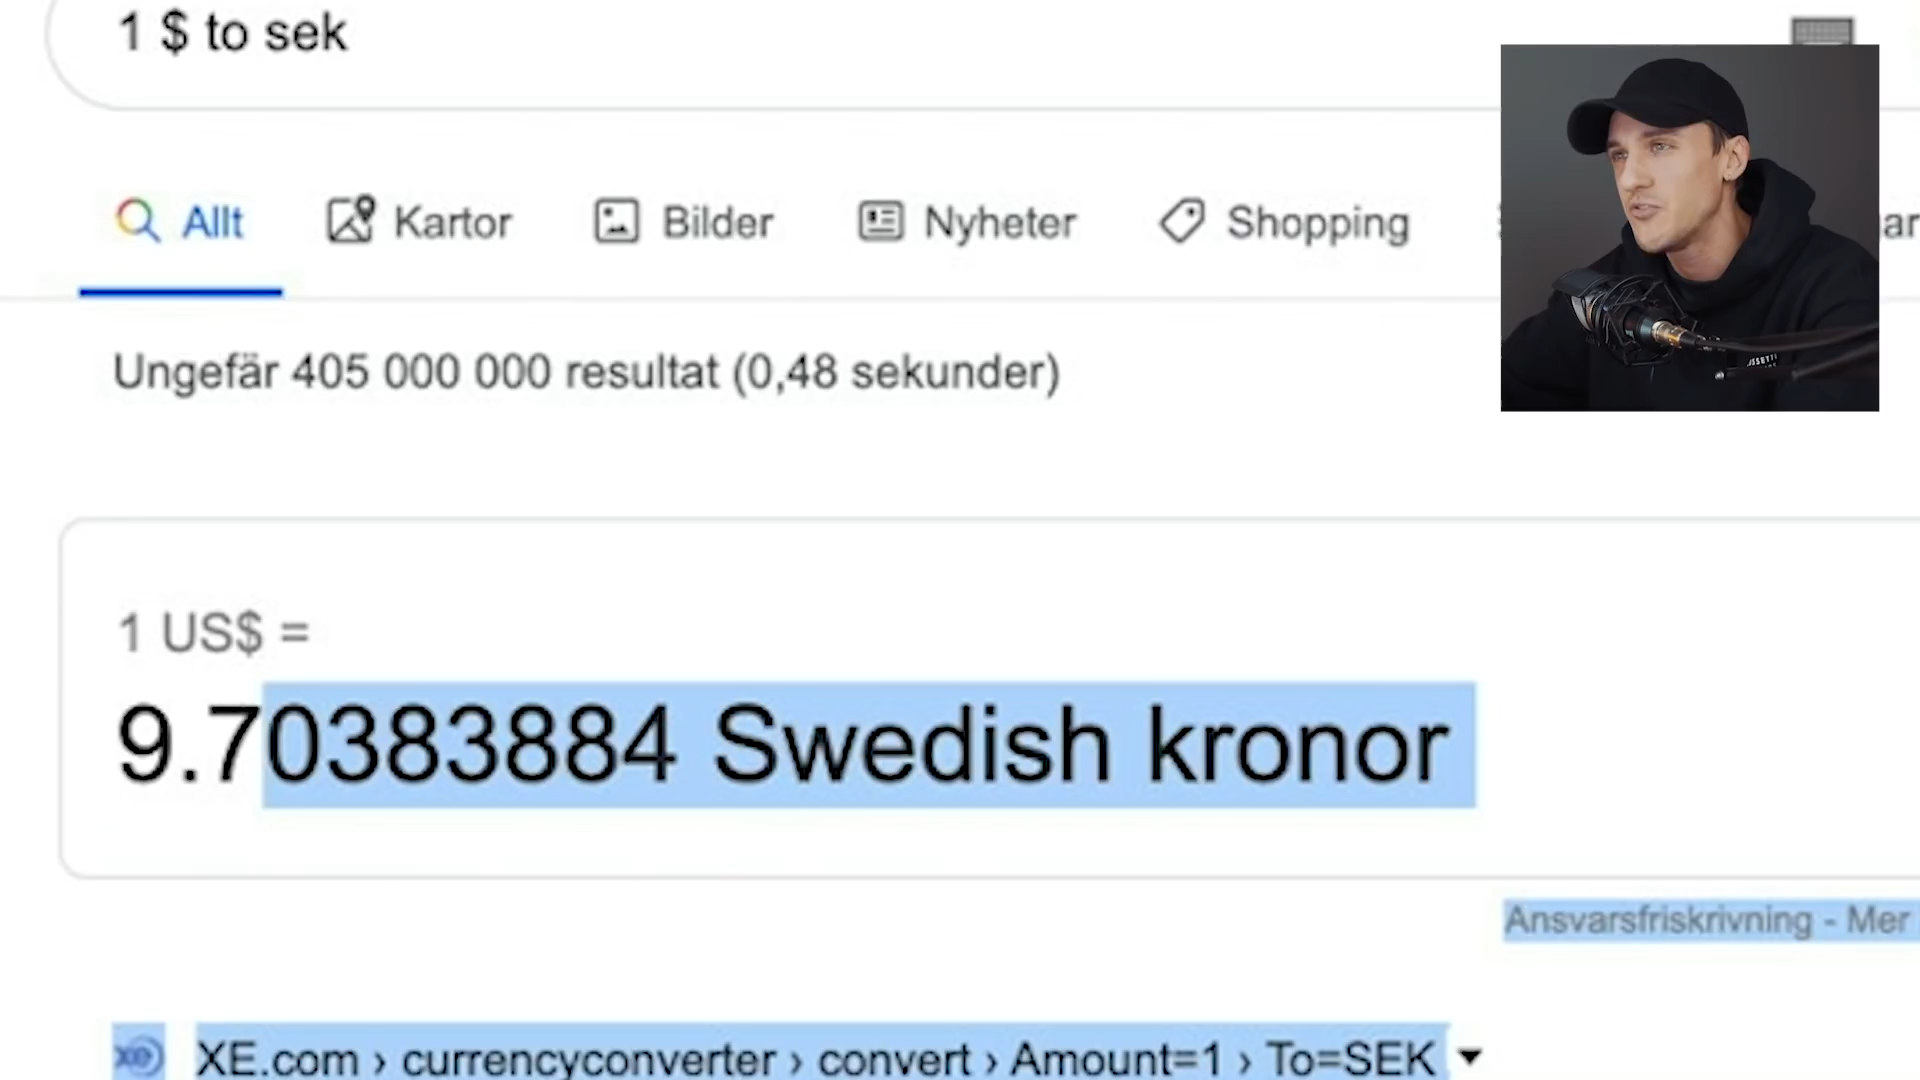 1 $ to sek
Allt Kartor Bilder Nyheter Shopping
Ungefär 405 000 000 resultat (0,48 sekunder)
1 US$ =
9.70383884 Swedish kronor
Ansvarsfriskrivning - Mer
XE.com › currencyconverter › convert › Amount=1 › To=SEK